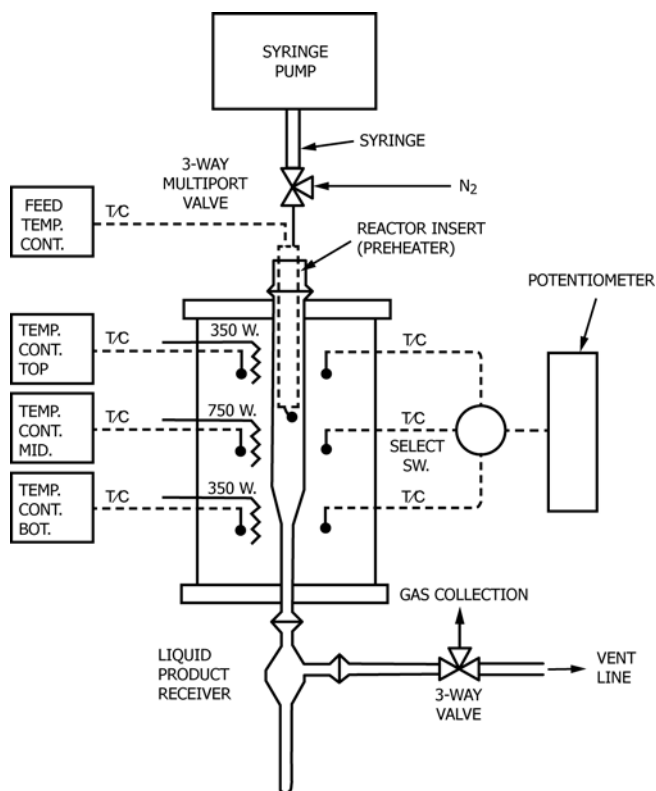 SYRINGE
PUMP
SYRINGE
3-WAY
MULTIPORT
VALVE
N2
FEED
TEMP.
CONT.
T/C
REACTOR INSERT
(PREHEATER)
POTENTIOMETER
TEMP.
CONT.
TOP
T/C
350 W.
T/C
TEMP.
CONT.
MID.
T/C
750 W.
T/C
SELECT
SW.
TEMP.
CONT.
BOT.
T/C
350 W.
T/C
GAS COLLECTION
LIQUID
PRODUCT
RECEIVER
3-WAY
VALVE
VENT
LINE